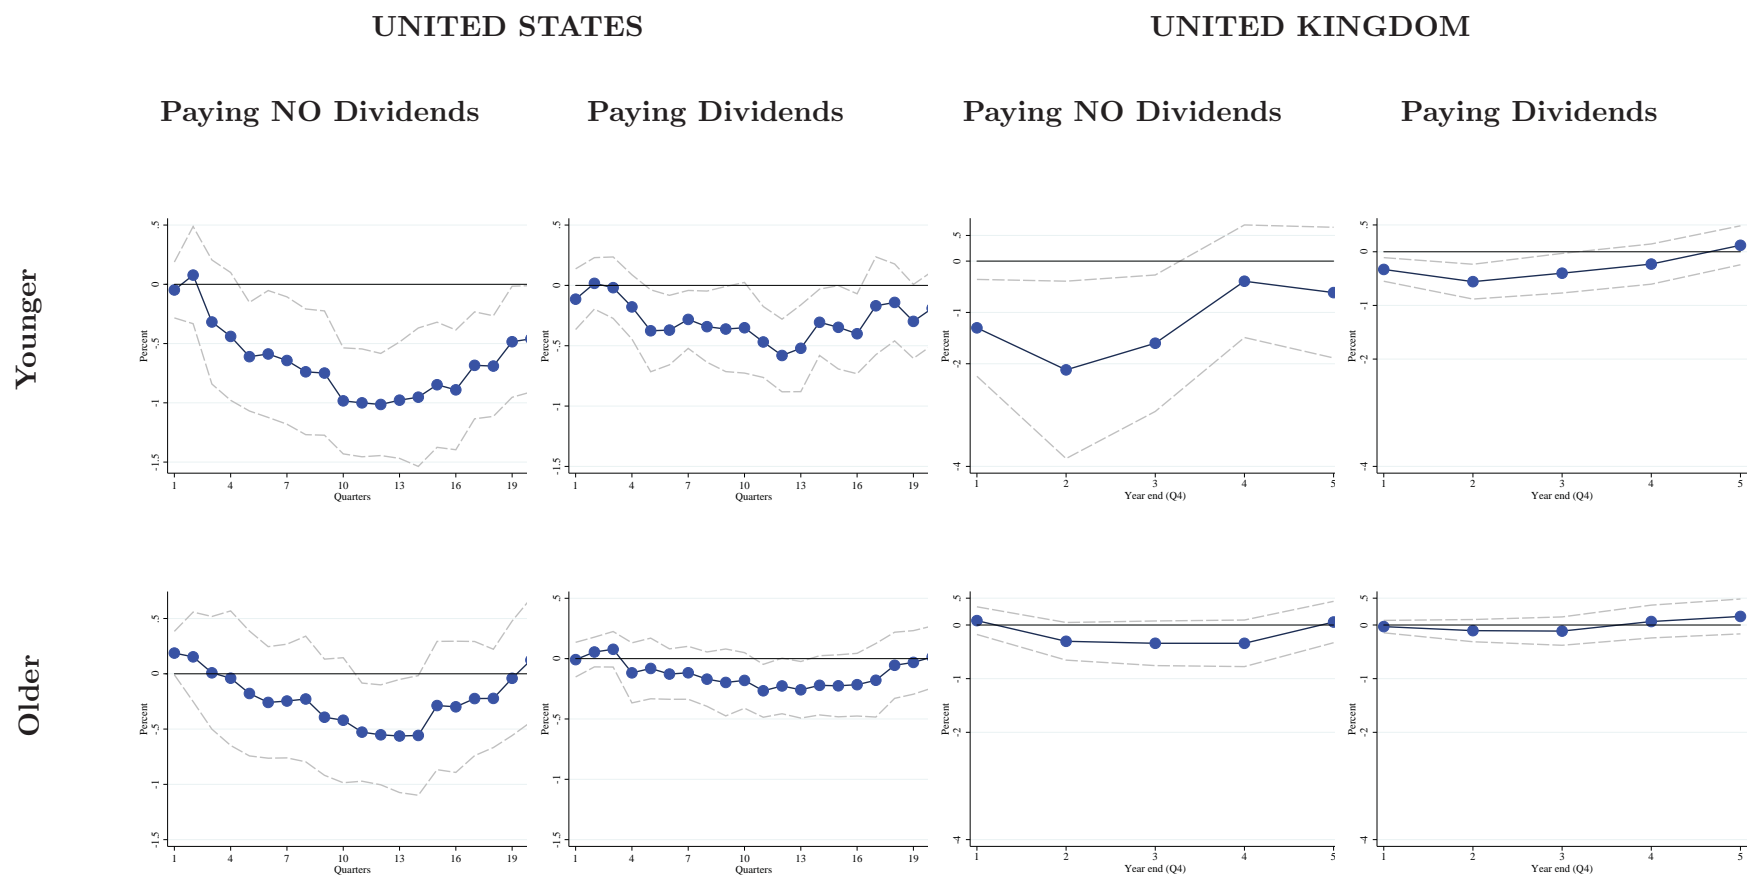 UNITED STATES UNITED KINGDOM
Paying NO Dividends Paying Dividends Paying NO Dividends Paying Dividends
Younger
Percent
.5
0
-.5
-1
-1.5
1 4 7 10 13 16 19
Quarters
Percent
.5
0
-.5
-1
-1.5
1 4 7 10 13 16 19
Quarters
Percent
.5
0
-1
-2
-4
1 2 3 4 5
Year end (Q4)
Percent
.5
0
-1
-2
-4
1 2 3 4 5
Year end (Q4)
Older
Percent
.5
0
-.5
-1
-1.5
1 4 7 10 13 16 19
Quarters
Percent
.5
0
-.5
-1
-1.5
1 4 7 10 13 16 19
Quarters
Percent
.5
0
-1
-2
-4
1 2 3 4 5
Year end (Q4)
Percent
.5
0
-1
-2
-4
1 2 3 4 5
Year end (Q4)